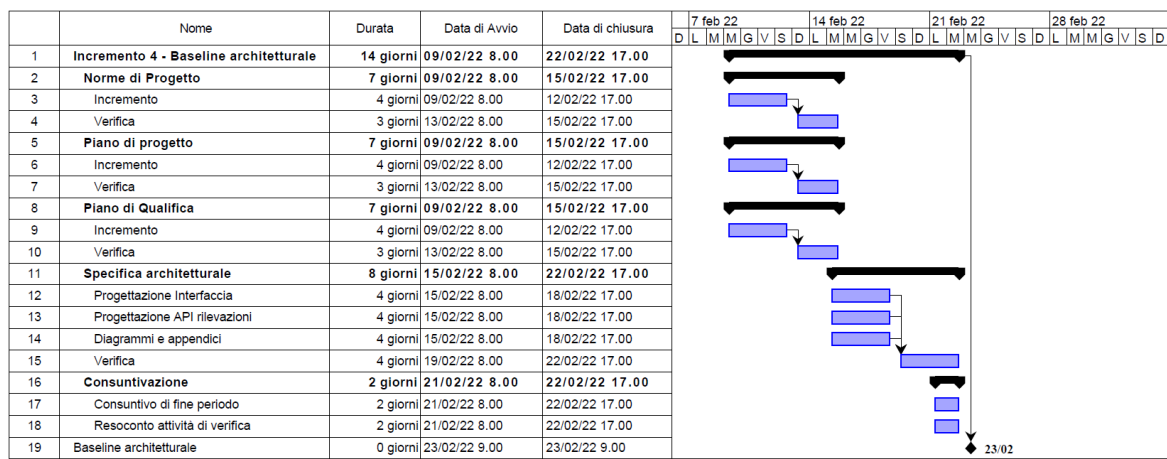 Nome Durata Data di Avvio Data di chiusura 7 feb 22 14 feb 22 21 feb 22 28 feb 22
D L M M G V S D L M M G V S D L M M G V S D L M M G V S D
1 Incremento 4 - Baseline architetturale 14 giorni 09/02/22 8.00 22/02/22 17.00
2 Norme di Progetto 7 giorni 09/02/22 8.00 15/02/22 17.00
3 Incremento 4 giorni 09/02/22 8.00 12/02/22 17.00
4 Verifica 3 giorni 13/02/22 8.00 15/02/22 17.00
5 Piano di progetto 7 giorni 09/02/22 8.00 15/02/22 17.00
6 Incremento 4 giorni 09/02/22 8.00 12/02/22 17.00
7 Verifica 3 giorni 13/02/22 8.00 15/02/22 17.00
8 Piano di Qualifica 7 giorni 09/02/22 8.00 15/02/22 17.00
9 Incremento 4 giorni 09/02/22 8.00 12/02/22 17.00
10 Verifica 3 giorni 13/02/22 8.00 15/02/22 17.00
11 Specifica architetturale 8 giorni 15/02/22 8.00 22/02/22 17.00
12 Progettazione Interfaccia 4 giorni 15/02/22 8.00 18/02/22 17.00
13 Progettazione API rilevazioni 4 giorni 15/02/22 8.00 18/02/22 17.00
14 Diagrammi e appendici 4 giorni 15/02/22 8.00 18/02/22 17.00
15 Verifica 4 giorni 19/02/22 8.00 22/02/22 17.00
16 Consuntivazione 2 giorni 21/02/22 8.00 22/02/22 17.00
17 Consuntivo di fine periodo 2 giorni 21/02/22 8.00 22/02/22 17.00
18 Resoconto attività di verifica 2 giorni 21/02/22 8.00 22/02/22 17.00
19 Baseline architetturale 0 giorni 23/02/22 9.00 23/02/22 9.00 23/02